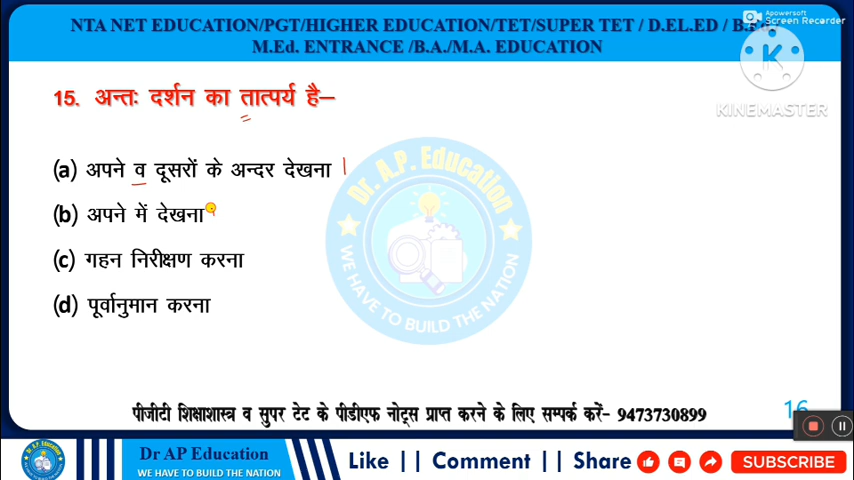 NTA NET EDUCATION/PGT/HIGHER EDUCATION/TET/SUPER TET / D.EL.ED / B.Ed.
M.Ed. ENTRANCE /B.A./M.A. EDUCATION
Apowersoft
Screen Recorder
KINEMASTER
15. अन्तः दर्शन का तात्पर्य है–
(a) अपने व दूसरों के अन्दर देखना
(b) अपने में देखना
(c) गहन निरीक्षण करना
(d) पूर्वानुमान करना
Dr. A.P. Education
WE HAVE TO BUILD THE NATION
16
पीजीटी शिक्षाशास्त्र व सुपर टेट के पीडीएफ नोट्स प्राप्त करने के लिए सम्पर्क करें- 9473730899
Dr AP Education
WE HAVE TO BUILD THE NATION
Like || Comment || Share
SUBSCRIBE